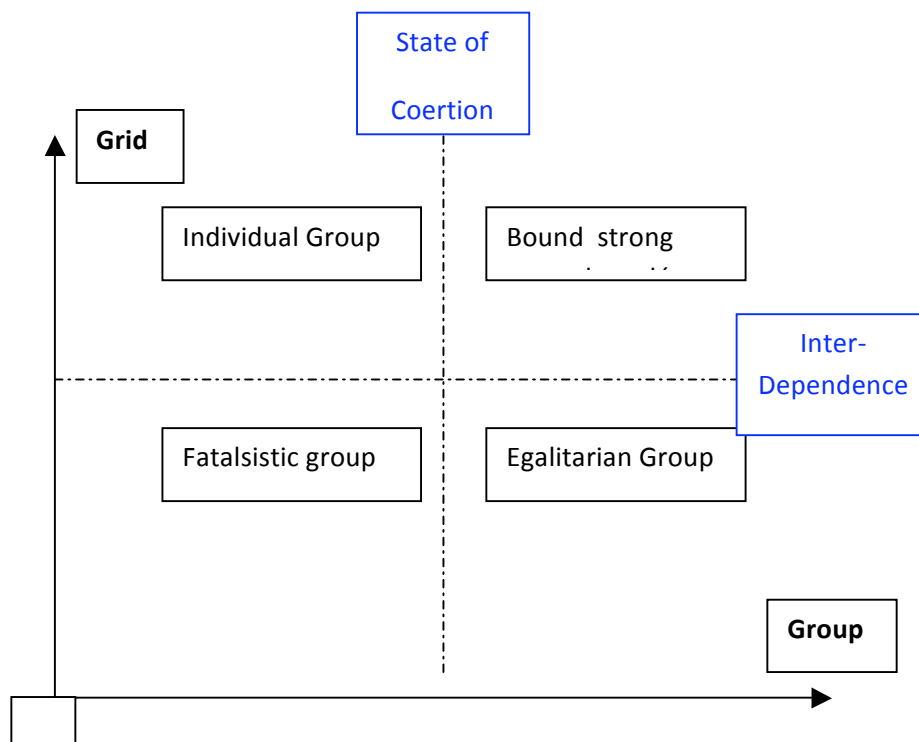 State of
Coertion
Grid
Individual Group
Bound strong
Inter-
Dependence
Fatalsistic group
Egalitarian Group
Group